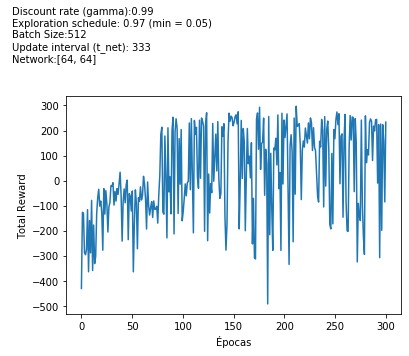 Discount rate (gamma):0.99
Exploration schedule: 0.97 (min = 0.05)
Batch Size:512
Update interval (t_net): 333
Network:[64, 64]
300
200
100
0
−100
−200
−300
−400
−500
Total Reward
0 50 100 150 200 250 300
Épocas